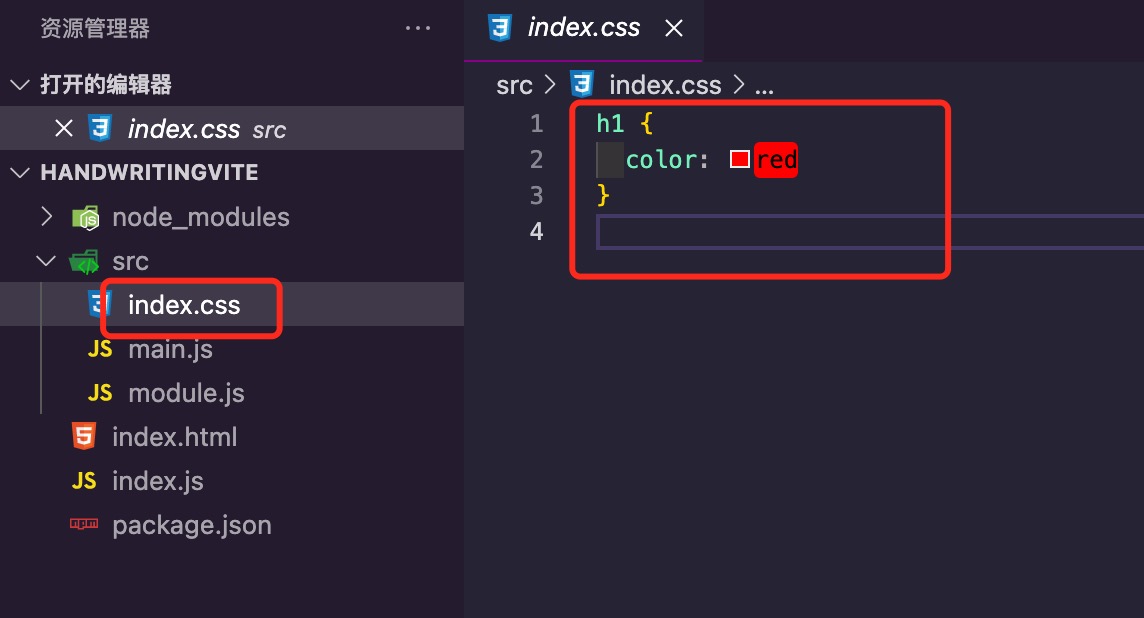 资源管理器
打开的编辑器
index.css src
HANDWRITINGVITE
node_modules
src
index.css
JS main.js
JS module.js
index.html
JS index.js
package.json
index.css
src > index.css > ...
1 h1 {
2 color: red
3 }
4